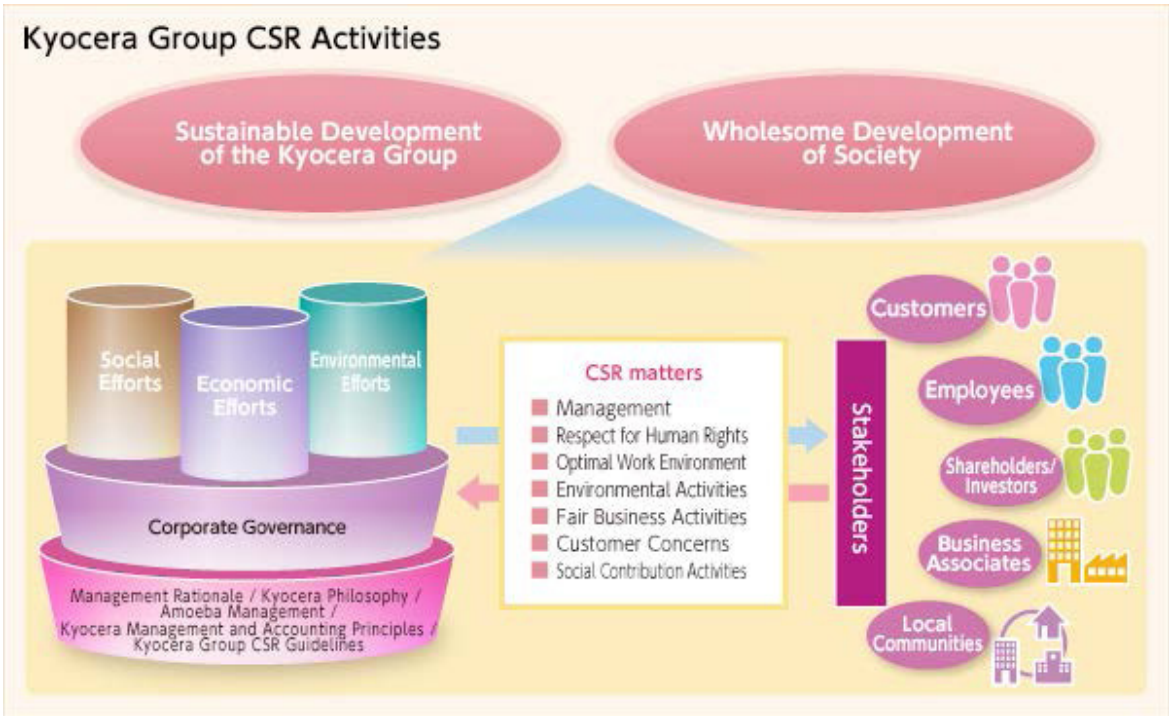 Kyocera Group CSR Activities
Sustainable Development
of the Kyocera Group
Wholesome Development
of Society
Social
Efforts
Economic
Efforts
Environmental
Efforts
Corporate Governance
Management Rationale / Kyocera Philosophy /
Amoeba Management /
Kyocera Management and Accounting Principles /
Kyocera Group CSR Guidelines
CSR matters
Management
Respect for Human Rights
Optimal Work Environment
Environmental Activities
Fair Business Activities
Customer Concerns
Social Contribution Activities
Stakeholders
Customers
Employees
Shareholders/
Investors
Business
Associates
Local
Communities